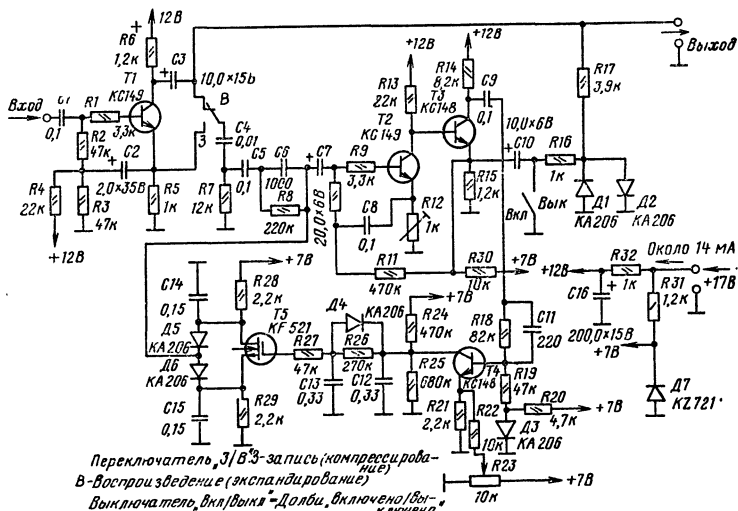 + 12В
R6
1,2к
C3
T1
КС149
10,0×15b
В
З
Вход
C1
0,1
R1
3,3к
R2
47к
C2
2,0×35В
R4
22к
R3
47к
R5
1к
+12В
C4
0,01
R7
12к
C5
0,1
C6
1000
R8
220к
C7
20,0×6В
R9
3,3к
+12В
R13
22к
T2
КС149
C8
0,1
R12
1к
R11
470к
+12В
R14
8,2к
T3
КС148
C9
0,1
R15
1,2к
R30
10к
+7В
10,0×6В
C10
Вкл
Вык
R16
1к
R17
3,9к
Д1
КА206
Д2
КА206
Выход
Около 14 мА
+12В
R32
1к
C16
200,0×15В
R31
1,2к
+17В
+7В
Д7
KZ721
C14
0,15
Д5
КА206
Д6
КА206
C15
0,15
+7В
R28
2,2к
T5
KF 521
R29
2,2к
R27
47к
Д4
КА206
R26
270к
C13
0,33
C12
0,33
+7В
R24
470к
R25
680к
T4
КС148
R21
2,2к
R22
10к
R23
10к
+7В
R18
82к
C11
220
R19
47к
R20
4,7к
+7В
Д3
КА206
Переключатель „З/В": З-запись (компрессирова-
ние)
В-воспроизведение (экспандирование)
Выключатель „Вкл/выкл"-Долби „включено/вы-
ключено"